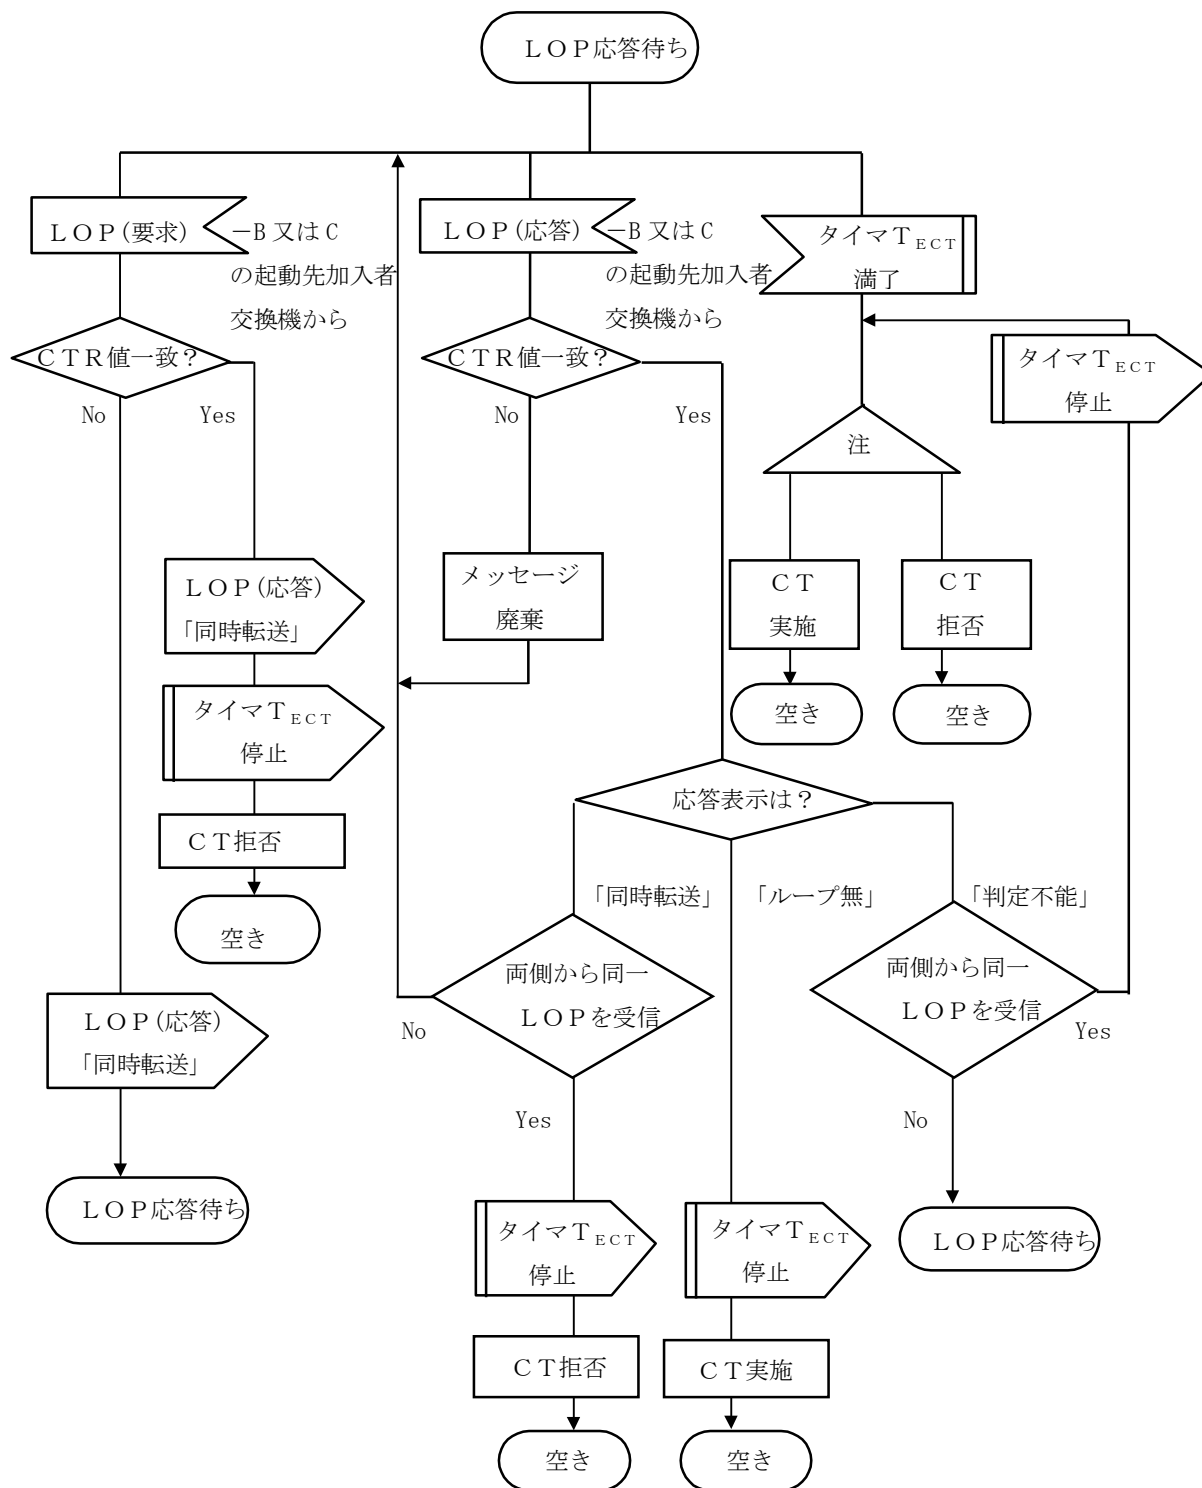 LOP応答待ち
LOP(要求)
－B又はC
の起動先加入者
交換機から
LOP(応答)
－B又はC
の起動先加入者
交換機から
タイマTECT
満了
CTR値一致？
No
Yes
CTR値一致？
No
Yes
タイマTECT
停止
注
LOP(応答)
「同時転送」
メッセージ
廃棄
CT
実施
CT
拒否
タイマTECT
停止
空き
空き
CT拒否
空き
応答表示は？
「同時転送」
「ループ無」
「判定不能」
両側から同一
LOPを受信
No
Yes
両側から同一
LOPを受信
Yes
No
LOP(応答)
「同時転送」
LOP応答待ち
タイマTECT
停止
タイマTECT
停止
LOP応答待ち
CT拒否
CT実施
空き
空き